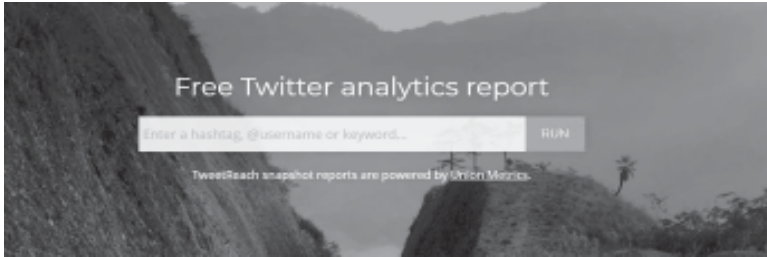 Free Twitter analytics report
Enter a hashtag, @username or keyword... RUN
TweetReach snapshot reports are powered by Union Metrics.